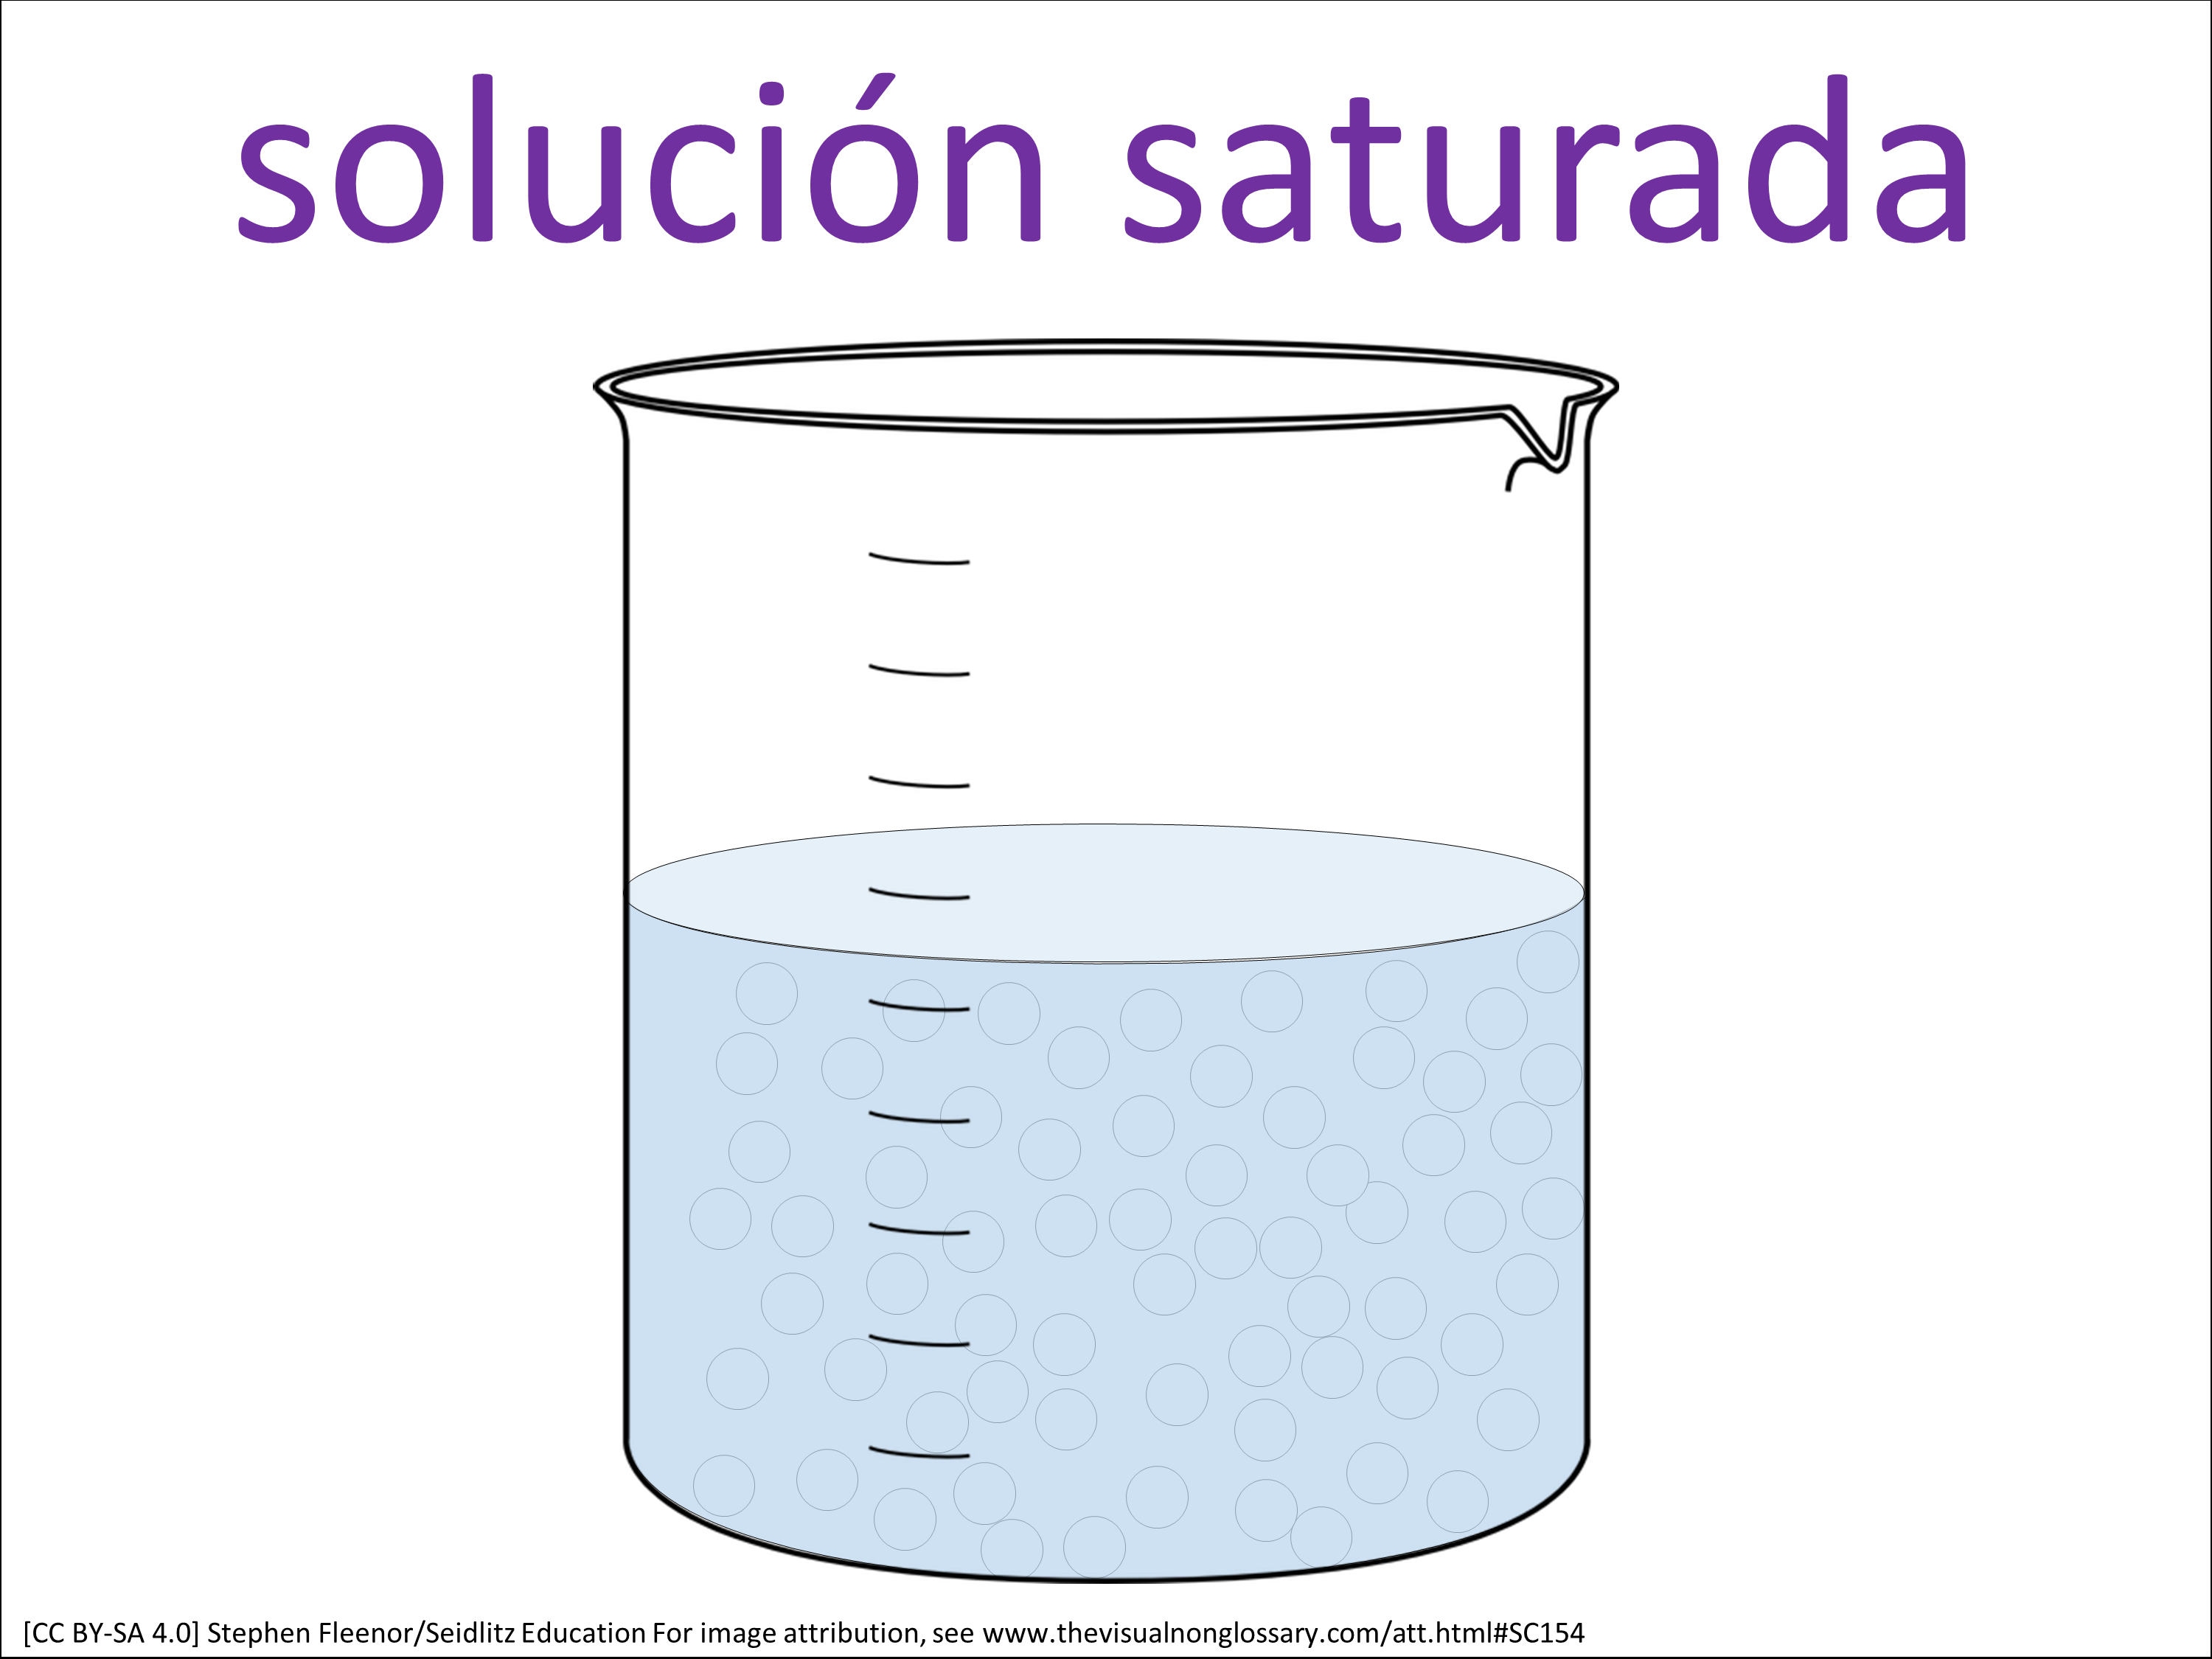 solución saturada
[CC BY-SA 4.0] Stephen Fleenor/Seidlitz Education For image attribution, see www.thevisualnonglossary.com/att.html#SC154